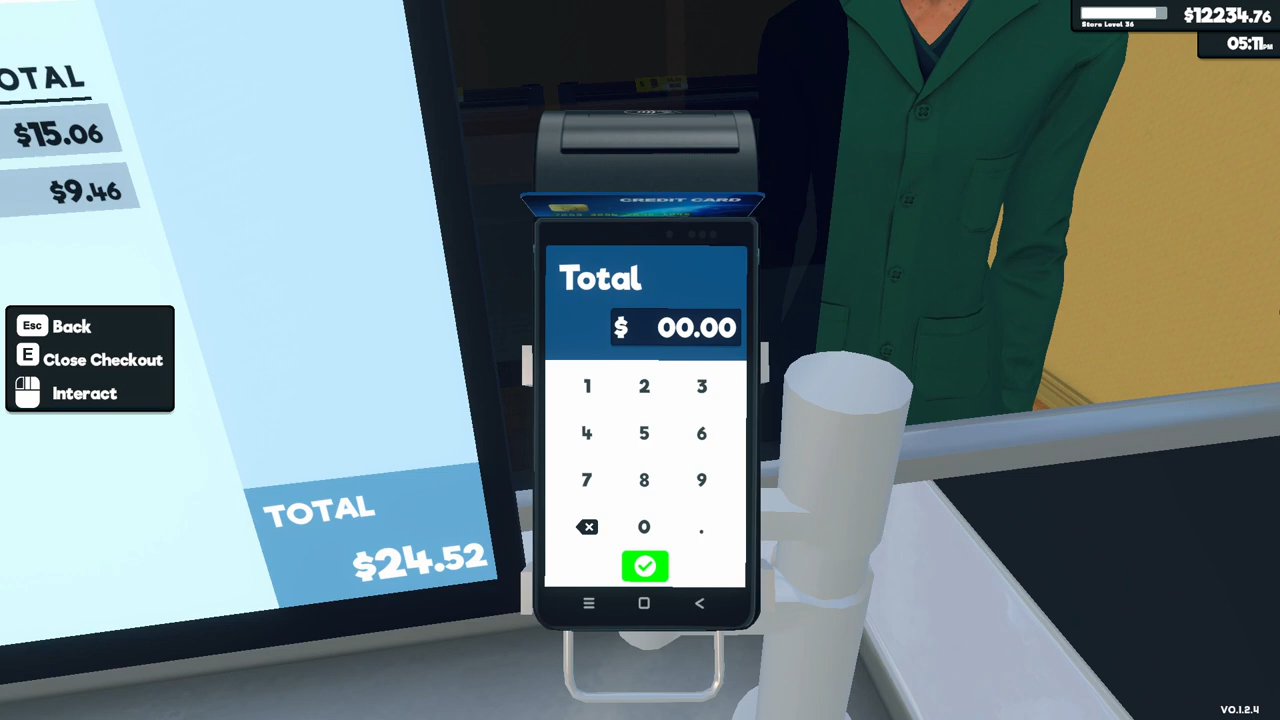 OTAL
$15.06
$9.46
Esc Back
E Close Checkout
Interact
TOTAL
$24.52
CREDIT CARD
Total
$ 00.00
1 2 3
4 5 6
7 8 9
0 .
Store Level 36
$12234.76
05:11PM
V0.1.2.4